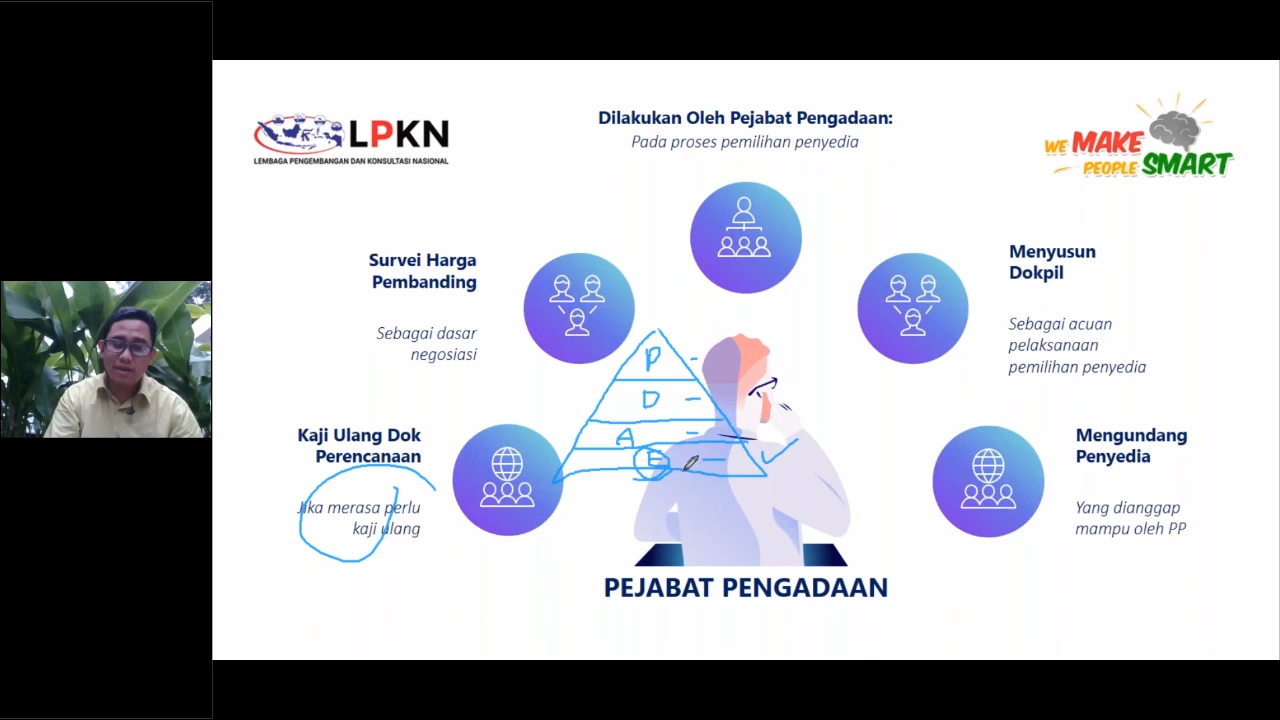 Dilakukan Oleh Pejabat Pengadaan:
Pada proses pemilihan penyedia
LPKN
LEMBAGA PENGEMBANGAN DAN KONSULTASI NASIONAL
WE MAKE
PEOPLE SMART
Survei Harga
Pembanding
Sebagai dasar
negosiasi
Menyusun
Dokpil
Sebagai acuan
pelaksanaan
pemilihan penyedia
P -
D -
A -
E -
Kaji Ulang Dok
Perencanaan
Jika merasa perlu
kaji ulang
Mengundang
Penyedia
Yang dianggap
mampu oleh PP
PEJABAT PENGADAAN